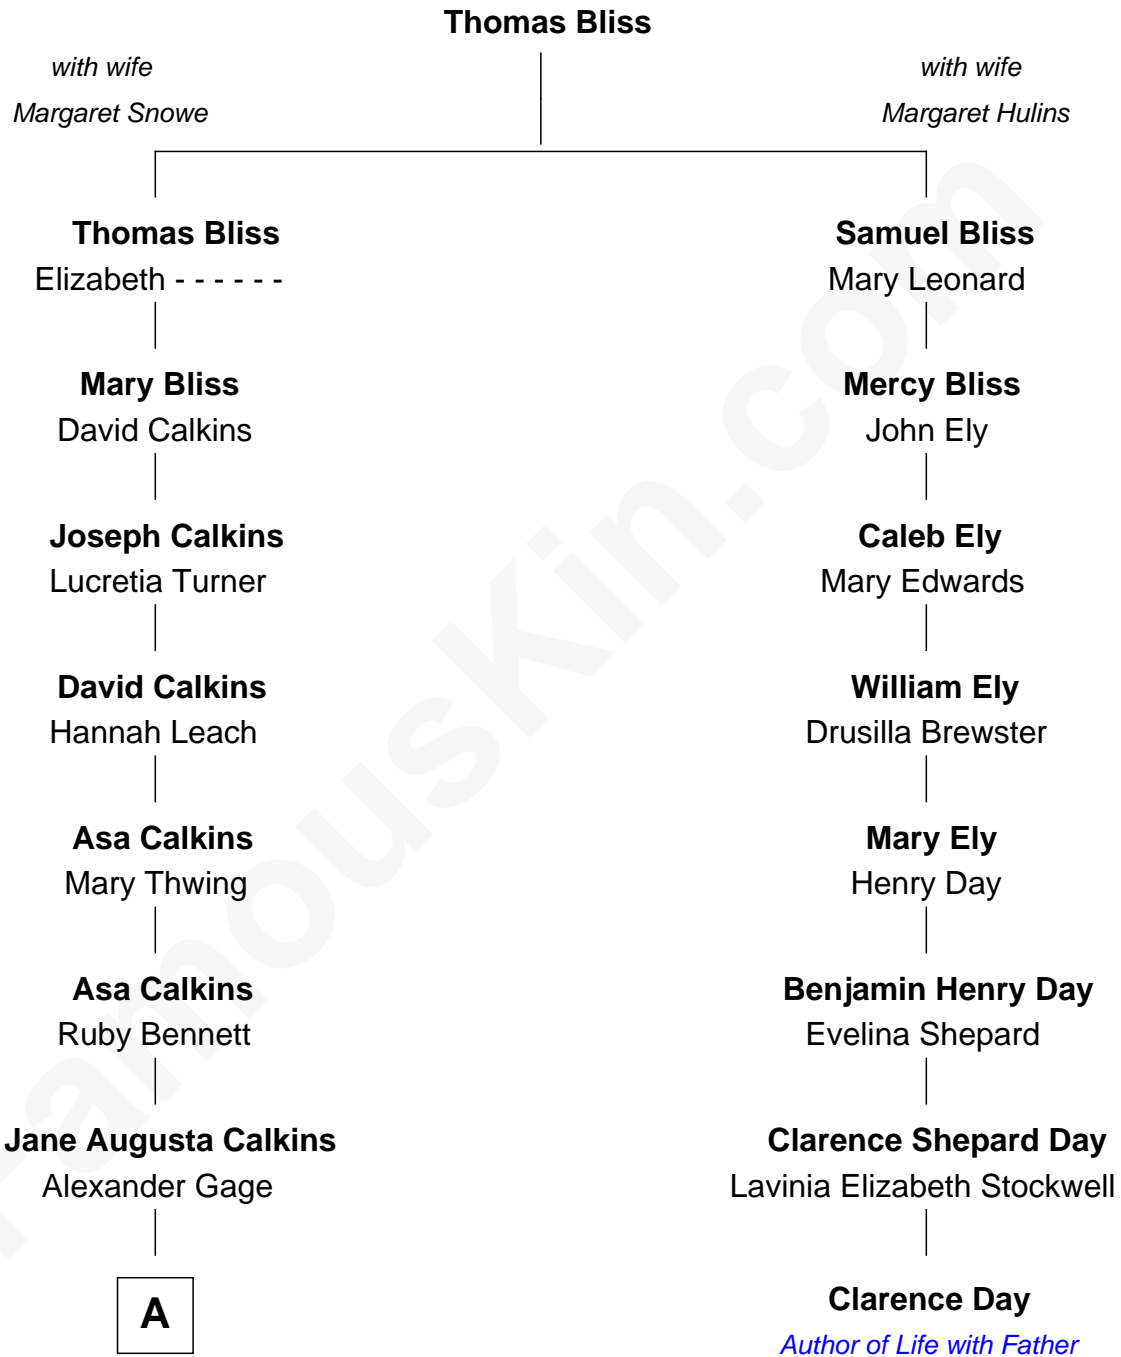 Thomas Bliss
with wife
Margaret Snowe
with wife
Margaret Hulins
Thomas Bliss
Elizabeth - - - - - -
Samuel Bliss
Mary Leonard
Mary Bliss
David Calkins
Mercy Bliss
John Ely
Joseph Calkins
Lucretia Turner
Caleb Ely
Mary Edwards
David Calkins
Hannah Leach
William Ely
Drusilla Brewster
Asa Calkins
Mary Thwing
Mary Ely
Henry Day
Asa Calkins
Ruby Bennett
Benjamin Henry Day
Evelina Shepard
Jane Augusta Calkins
Alexander Gage
Clarence Shepard Day
Lavinia Elizabeth Stockwell
A
Clarence Day
Author of Life with Father
FamousKin.com